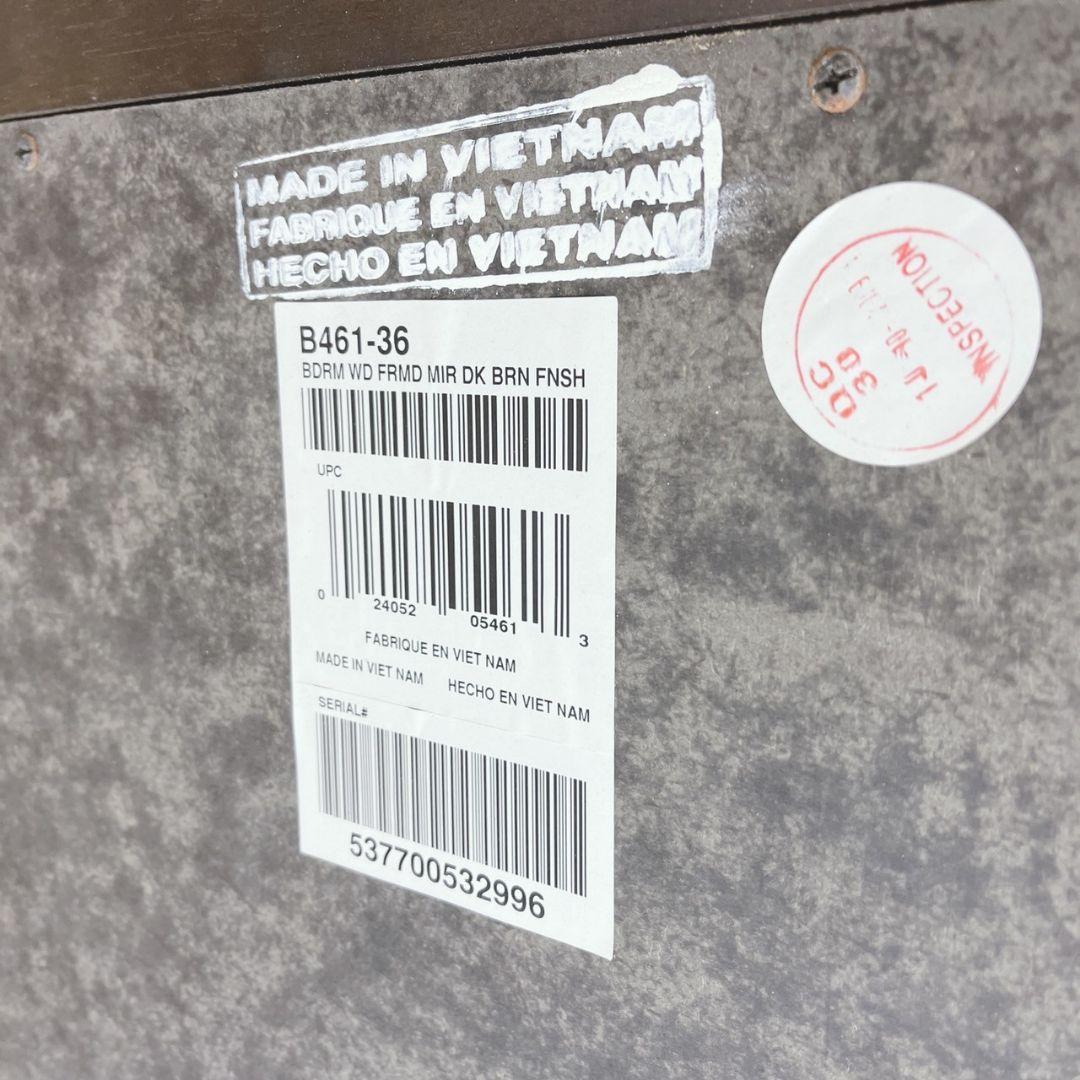 MADE IN VIETNAM
FABRIQUE EN VIETNAM
HECHO EN VIETNAM
B461-36
BDRM WD FRMD MIR DK BRN FNSH
UPC
0 24052 05461 3
FABRIQUE EN VIET NAM
MADE IN VIET NAM HECHO EN VIET NAM
SERIAL#
537700532996
INSPECTION
QC
30